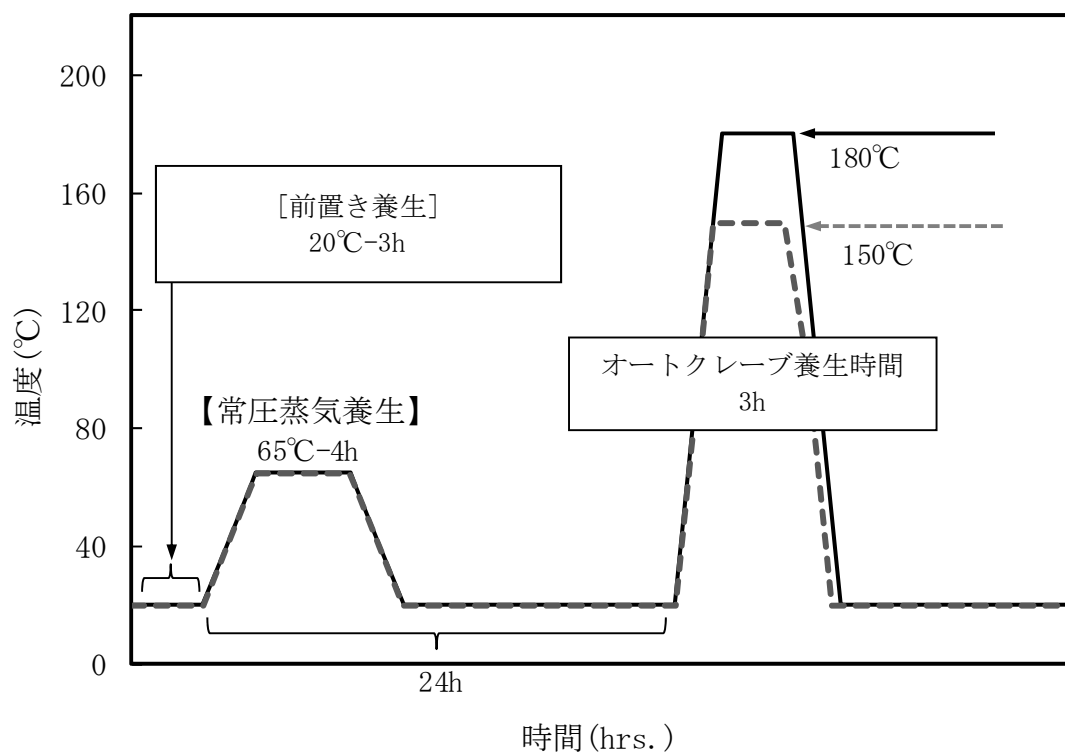 200
160
120
80
40
0
温度(℃)
[前置き養生]
20℃-3h
【常圧蒸気養生】
65℃-4h
24h
オートクレーブ養生時間
3h
180℃
150℃
時間(hrs.)